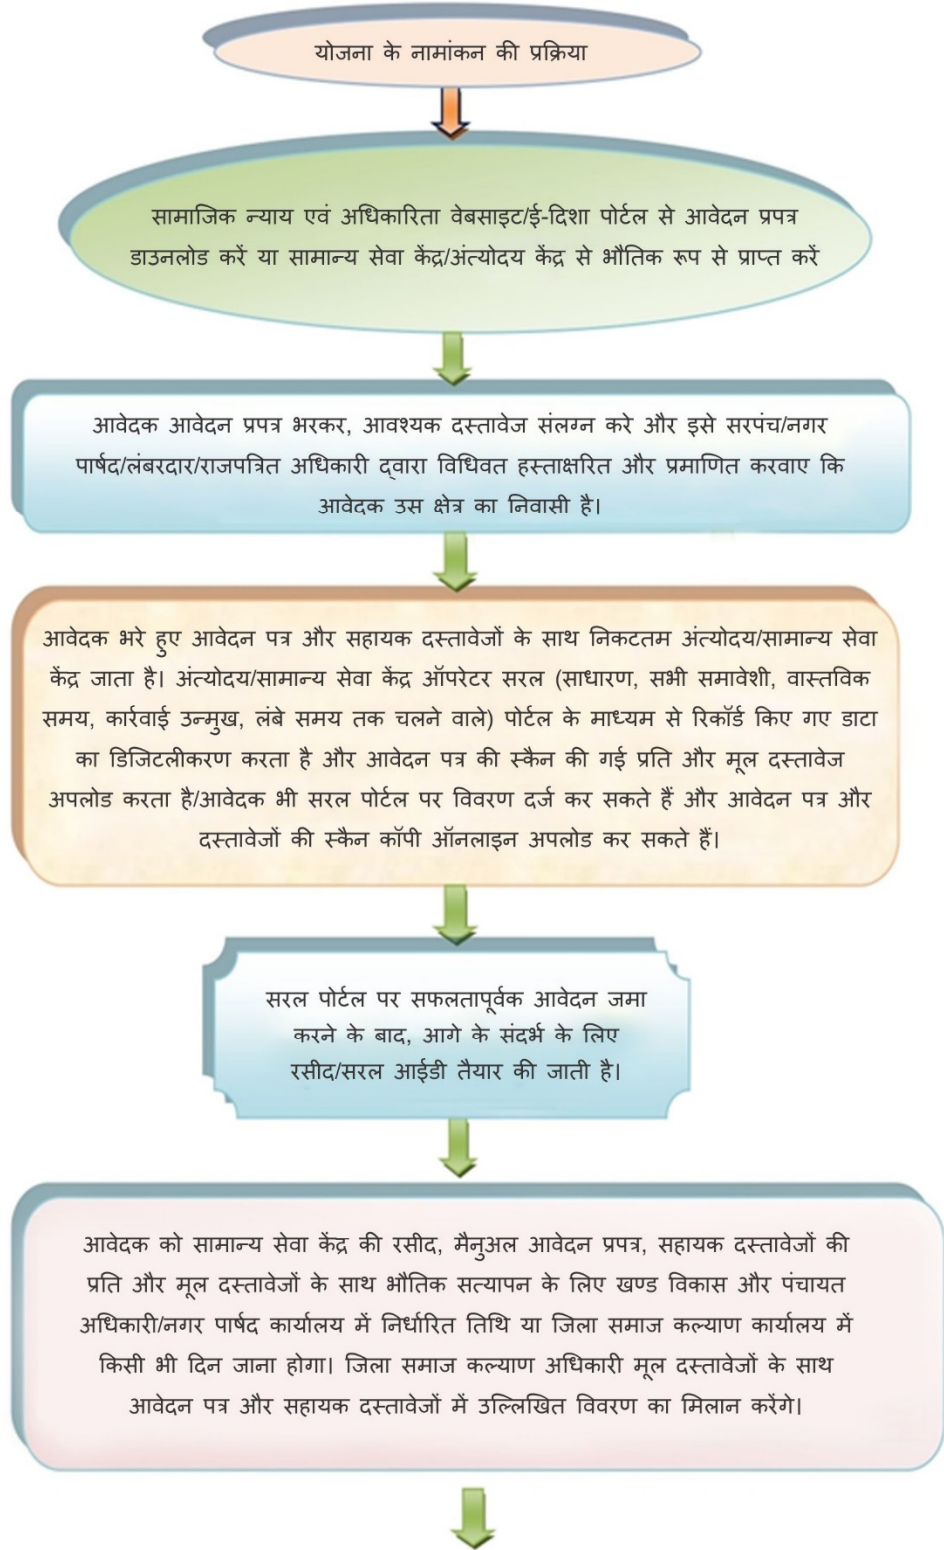 योजना के नामांकन की प्रक्रिया
सामाजिक न्याय एवं अधिकारिता वेबसाइट/ई-दिशा पोर्टल से आवेदन प्रपत्र
डाउनलोड करें या सामान्य सेवा केंद्र/अंत्योदय केंद्र से भौतिक रूप से प्राप्त करें
आवेदक आवेदन प्रपत्र भरकर, आवश्यक दस्तावेज संलग्न करे और इसे सरपंच/नगर
पार्षद/लंबरदार/राजपत्रित अधिकारी द्वारा विधिवत हस्ताक्षरित और प्रमाणित करवाए कि
आवेदक उस क्षेत्र का निवासी है।
आवेदक भरे हुए आवेदन पत्र और सहायक दस्तावेजों के साथ निकटतम अंत्योदय/सामान्य सेवा
केंद्र जाता है। अंत्योदय/सामान्य सेवा केंद्र ऑपरेटर सरल (साधारण, सभी समावेशी, वास्तविक
समय, कार्रवाई उन्मुख, लंबे समय तक चलने वाले) पोर्टल के माध्यम से रिकॉर्ड किए गए डाटा
का डिजिटलीकरण करता है और आवेदन पत्र की स्कैन की गई प्रति और मूल दस्तावेज
अपलोड करता है/आवेदक भी सरल पोर्टल पर विवरण दर्ज कर सकते हैं और आवेदन पत्र और
दस्तावेजों की स्कैन कॉपी ऑनलाइन अपलोड कर सकते हैं।
सरल पोर्टल पर सफलतापूर्वक आवेदन जमा
करने के बाद, आगे के संदर्भ के लिए
रसीद/सरल आईडी तैयार की जाती है।
आवेदक को सामान्य सेवा केंद्र की रसीद, मैनुअल आवेदन प्रपत्र, सहायक दस्तावेजों की
प्रति और मूल दस्तावेजों के साथ भौतिक सत्यापन के लिए खण्ड विकास और पंचायत
अधिकारी/नगर पार्षद कार्यालय में निर्धारित तिथि या जिला समाज कल्याण कार्यालय में
किसी भी दिन जाना होगा। जिला समाज कल्याण अधिकारी मूल दस्तावेजों के साथ
आवेदन पत्र और सहायक दस्तावेजों में उल्लिखित विवरण का मिलान करेंगे।